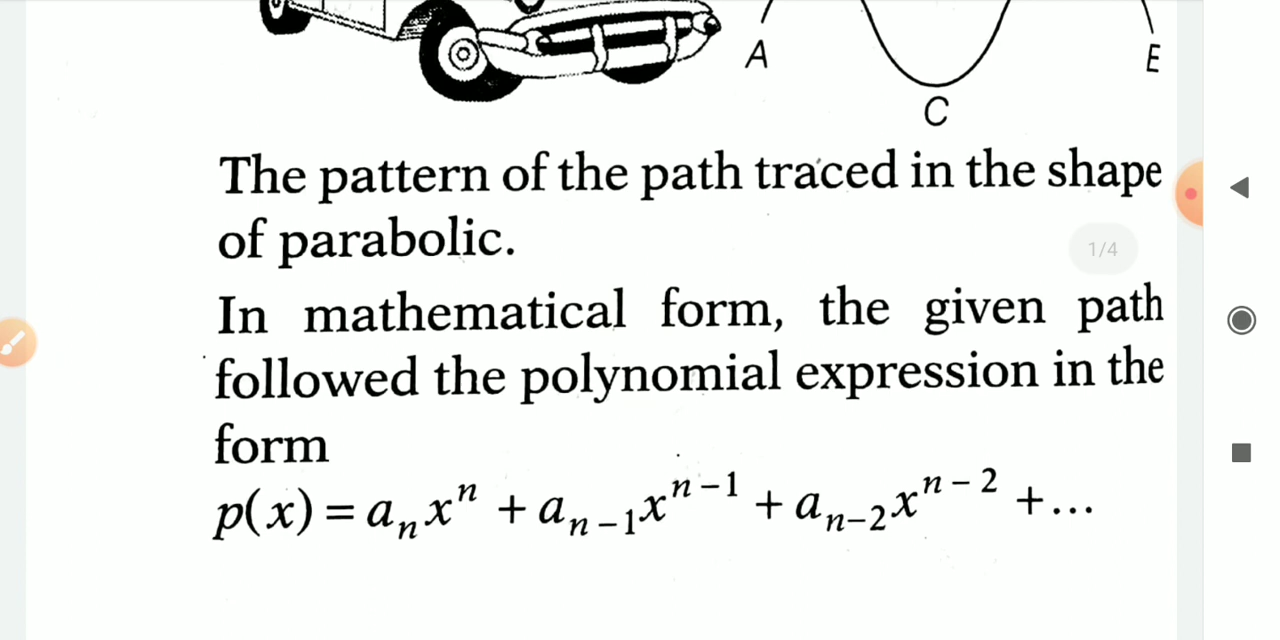 A
E
C
The pattern of the path traced in the shape
of parabolic.
1/4
In mathematical form, the given path
followed the polynomial expression in the
form
p(x) = aₙxⁿ + aₙ₋₁xⁿ⁻¹ + aₙ₋₂xⁿ⁻² + ...